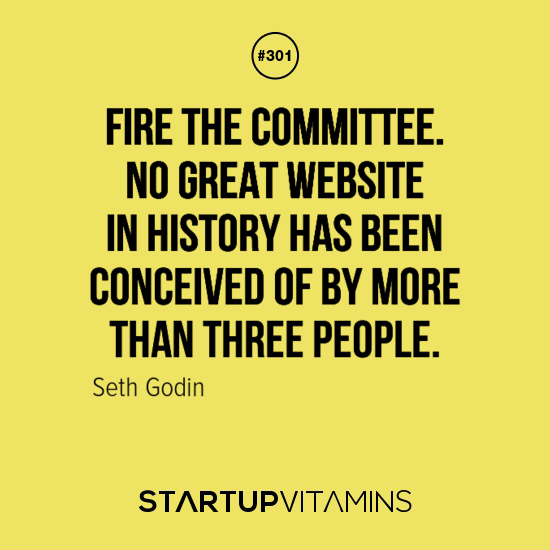 #301
FIRE THE COMMITTEE.
NO GREAT WEBSITE
IN HISTORY HAS BEEN
CONCEIVED OF BY MORE
THAN THREE PEOPLE.
Seth Godin
STARTUPVITAMINS